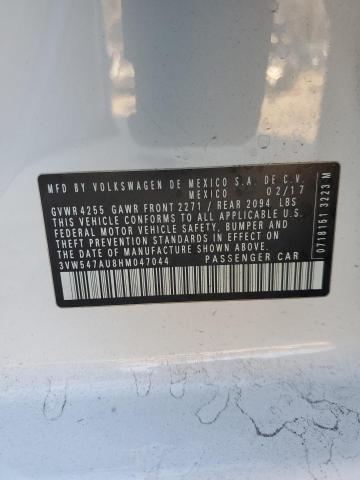 MFD. BY VOLKSWAGEN DE MEXICO S.A. DE C.V.
MEXICO 02/17
GVWR 4255 GAWR FRONT 2271 / REAR 2094 LBS
THIS VEHICLE CONFORMS TO ALL APPLICABLE U.S.
FEDERAL MOTOR VEHICLE SAFETY, BUMPER AND
THEFT PREVENTION STANDARDS IN EFFECT ON THE
DATE OF MANUFACTURE SHOWN ABOVE.
3VW547AU8HM047044 PASSENGER CAR
0718151 3223 M